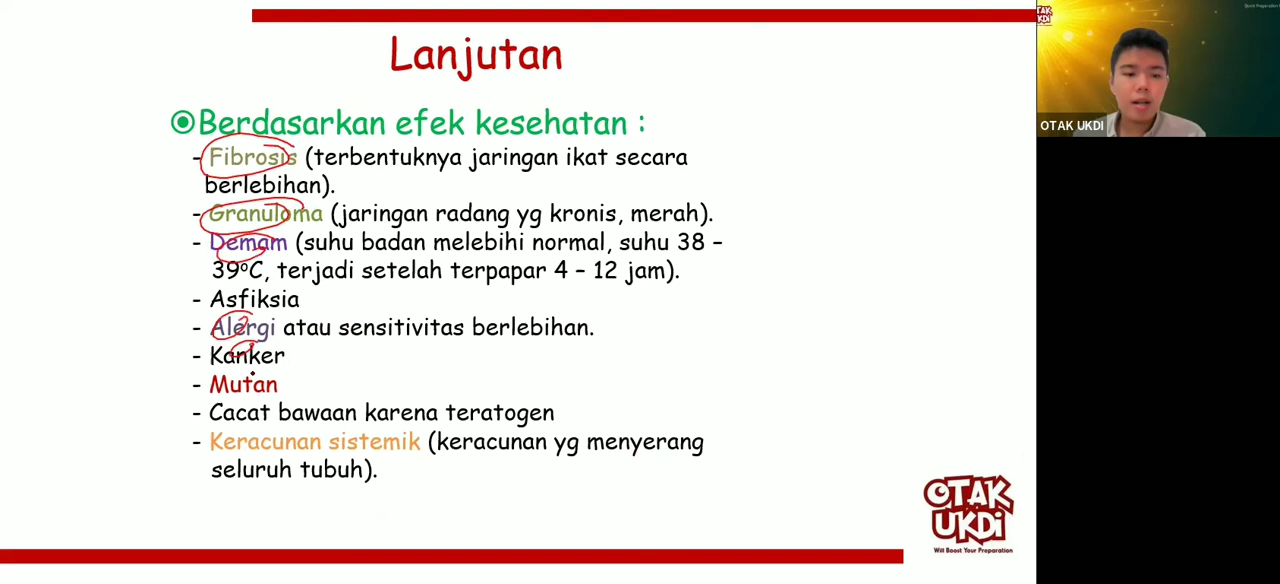 Lanjutan
Berdasarkan efek kesehatan :
- Fibrosis (terbentuknya jaringan ikat secara
berlebihan).
- Granuloma (jaringan radang yg kronis, merah).
- Demam (suhu badan melebihi normal, suhu 38 –
39°C, terjadi setelah terpapar 4 – 12 jam).
- Asfiksia
- Alergi atau sensitivitas berlebihan.
- Kanker
- Mutan
- Cacat bawaan karena teratogen
- Keracunan sistemik (keracunan yg menyerang
seluruh tubuh).
OTAK
UKDI
Will Boost Your Preparation
OTAK UKDI